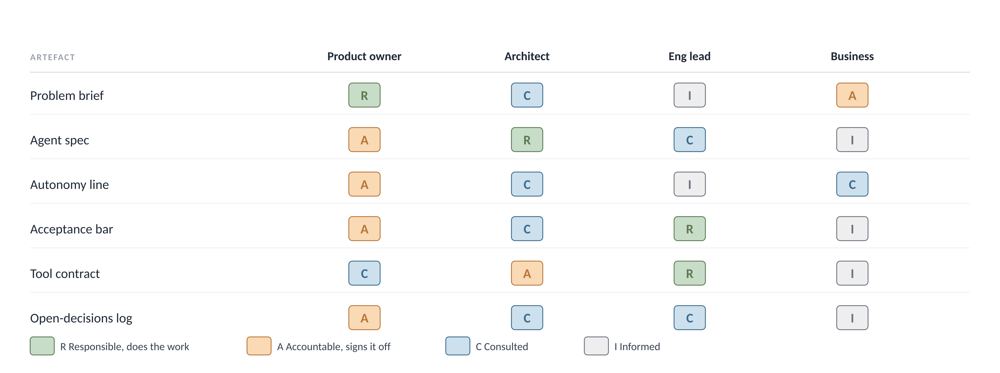 ARTEFACT Product owner Architect Eng lead Business
Problem brief R C I A
Agent spec A R C I
Autonomy line A C I C
Acceptance bar A C R I
Tool contract C A R I
Open-decisions log A C C I
R Responsible, does the work A Accountable, signs it off C Consulted I Informed